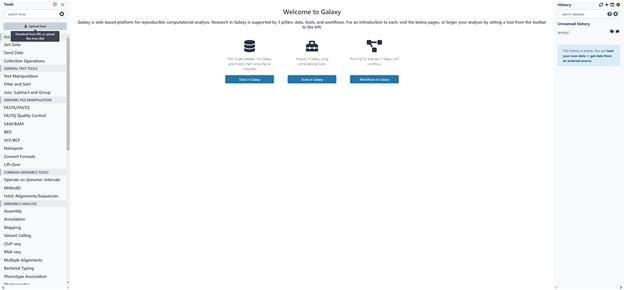 Tools
search tools
Upload Data
Download from URL or upload
files from disk
Get Data
Send Data
Collection Operations
GENERAL TEXT TOOLS
Text Manipulation
Filter and Sort
Join, Subtract and Group
GENOMIC FILE MANIPULATION
FASTA/FASTQ
FASTQ Quality Control
SAM/BAM
BED
VCF/BCF
Nanopore
Convert Formats
Lift-Over
COMMON GENOMICS TOOLS
Operate on Genomic Intervals
MiModD
Fetch Alignments/Sequences
GENOMICS ANALYSIS
Assembly
Annotation
Mapping
Variant Calling
ChIP-seq
RNA-seq
Multiple Alignments
Bacterial Typing
Phenotype Association
Welcome to Galaxy
Galaxy is web-based platform for reproducible computational analysis. Research in Galaxy is supported by 3 pillars: data, tools, and workflows. For an introduction to each, visit the below pages, or begin your analysis by setting a tool from the toolbar
to the left.
How to get datasets into Galaxy
and modify them once they're
imported.
Data in Galaxy
Analysis in Galaxy using
computational tools.
Tools in Galaxy
Running full analyses in Galaxy with
workflows.
Workflows in Galaxy
History
search datasets
Unnamed history
(empty)
This history is empty. You can load
your own data or get data from
an external source